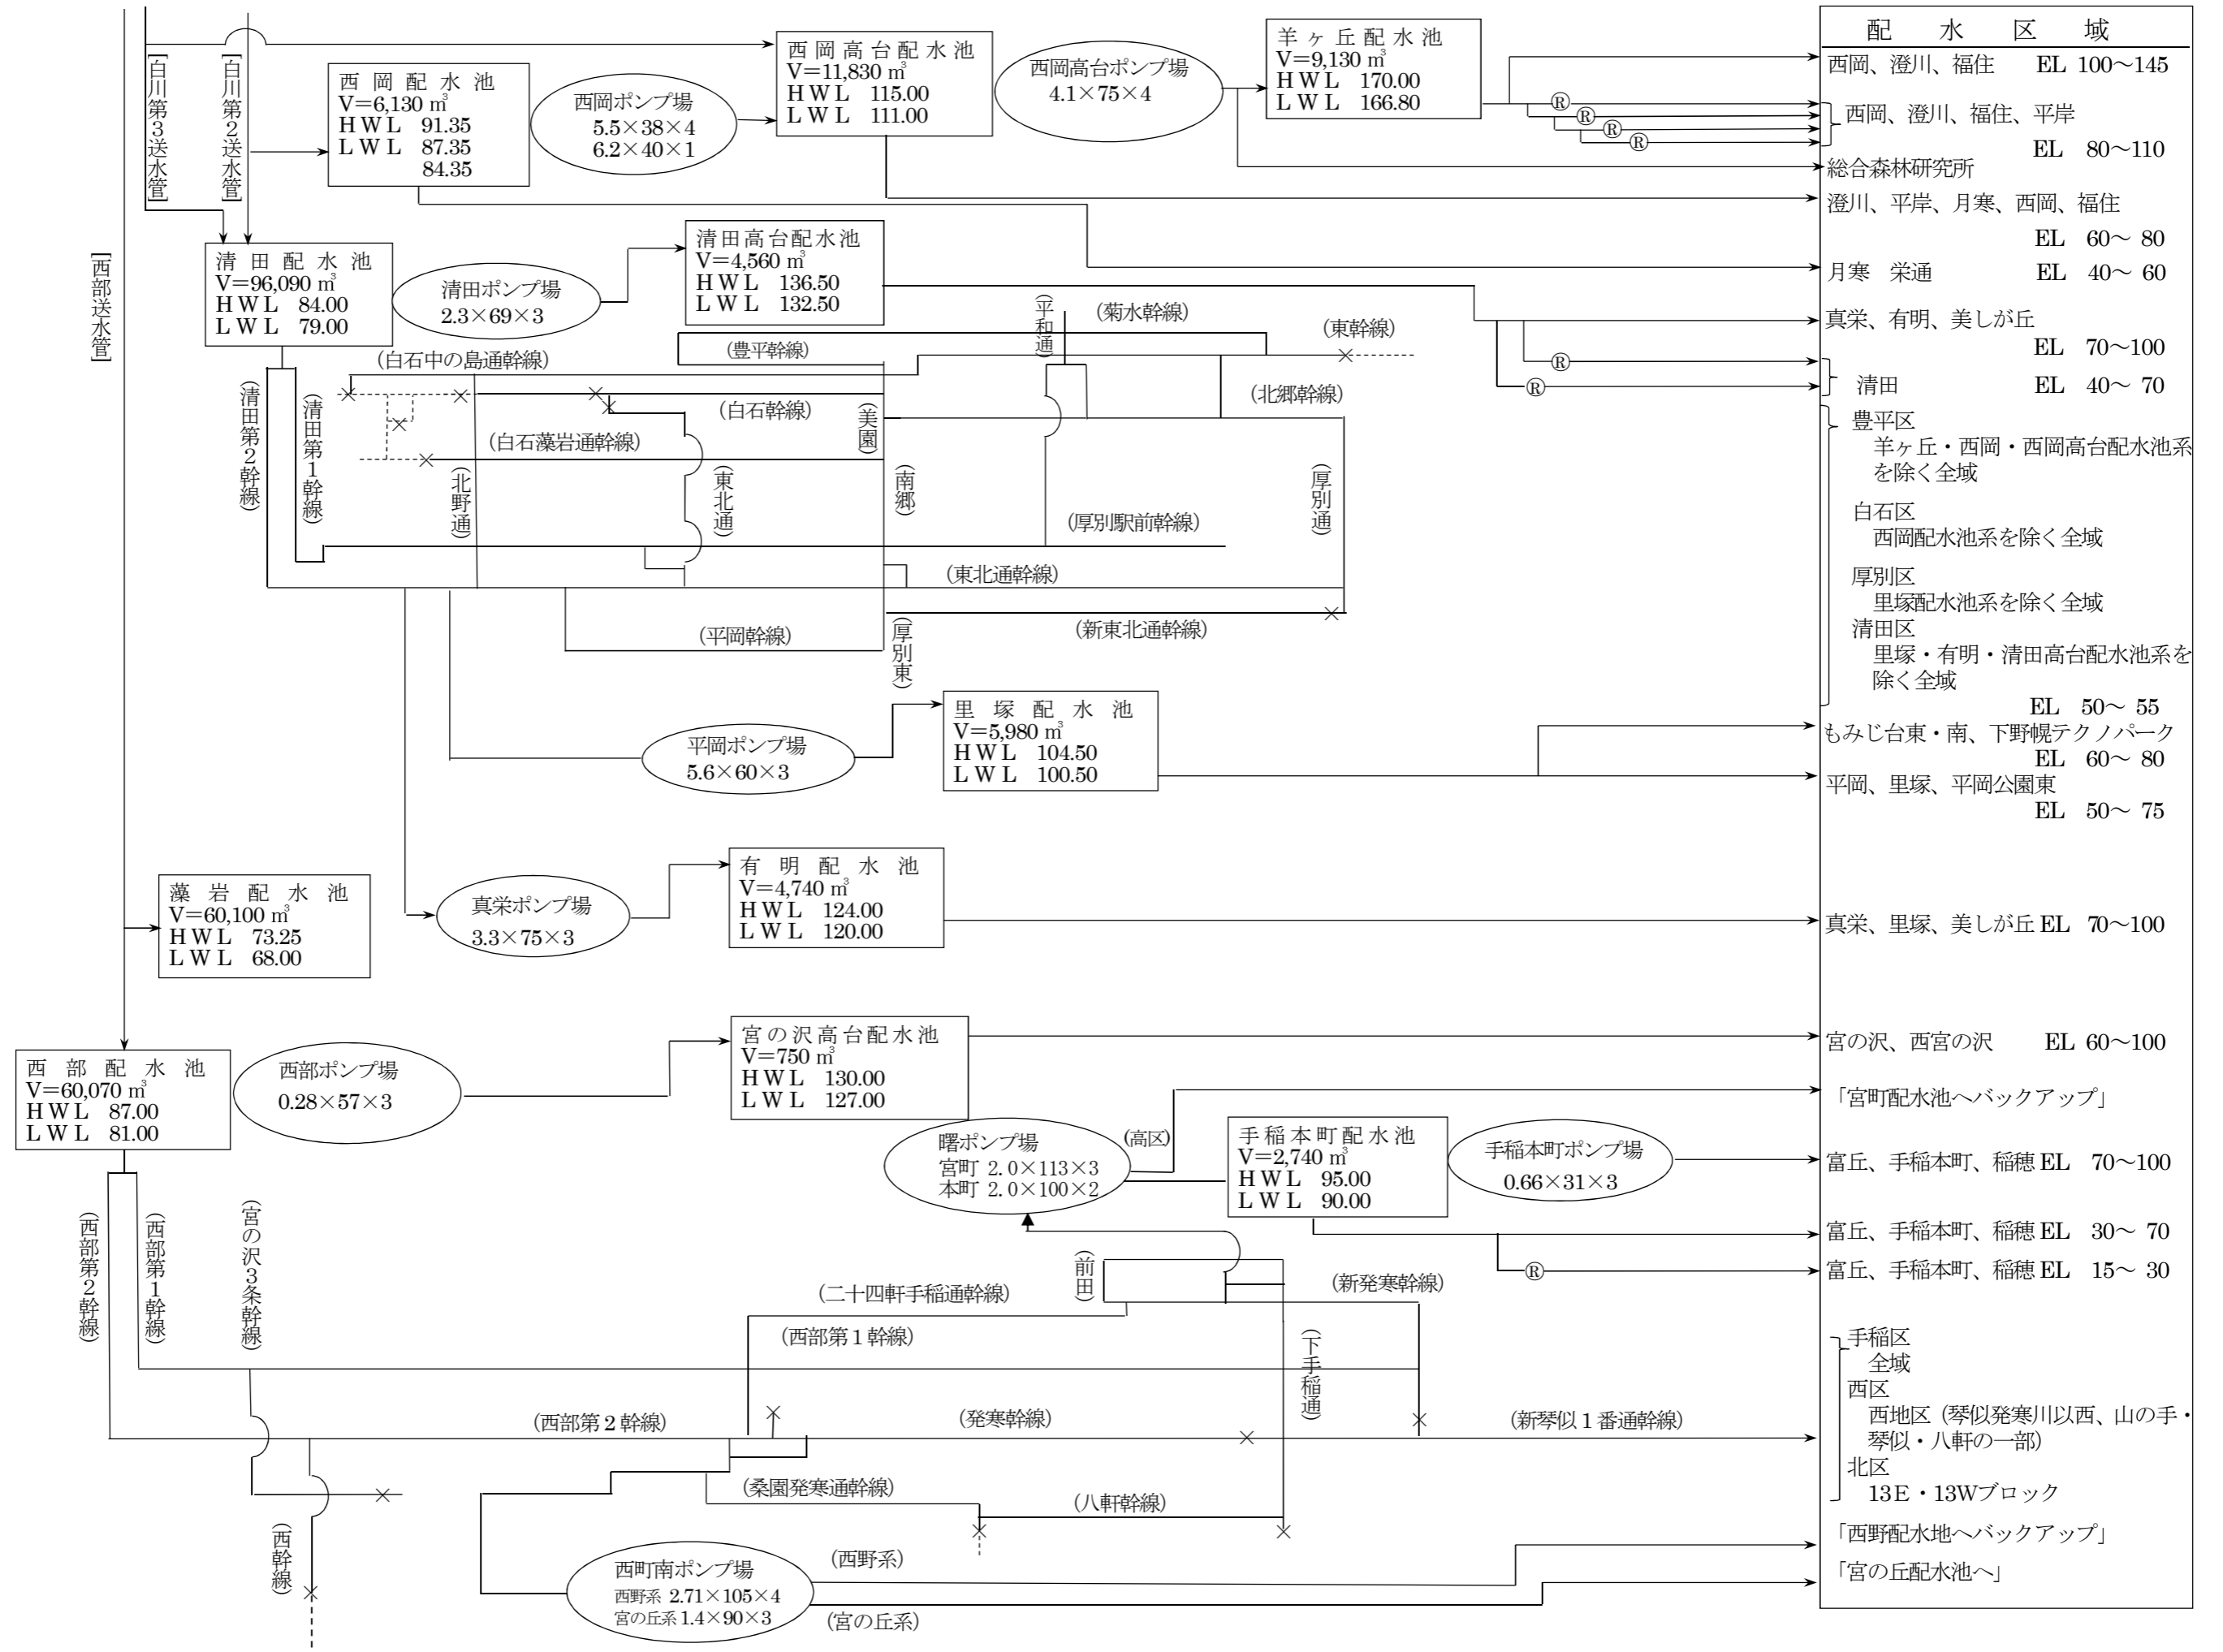 配水区域
西岡、澄川、福住 EL 100～145
西岡、澄川、福住、平岸
EL 80～110
総合森林研究所
澄川、平岸、月寒、西岡、福住
EL 60～ 80
月寒 栄通 EL 40～ 60
真栄、有明、美しが丘
EL 70～100
清田 EL 40～ 70
豊平区
羊ヶ丘・西岡・西岡高台配水池系
を除く全域
白石区
西岡配水池系を除く全域
厚別区
里塚配水池系を除く全域
清田区
里塚・有明・清田高台配水池系を
除く全域
EL 50～ 55
もみじ台東・南、下野幌テクノパーク
EL 60～ 80
平岡、里塚、平岡公園東
EL 50～ 75
真栄、里塚、美しが丘 EL 70～100
宮の沢、西宮の沢 EL 60～100
「宮町配水池へバックアップ」
富丘、手稲本町、稲穂 EL 70～100
富丘、手稲本町、稲穂 EL 30～ 70
富丘、手稲本町、稲穂 EL 15～ 30
手稲区
全域
西区
西地区（琴似発寒川以西、山の手・
琴似・八軒の一部）
北区
13E・13Wブロック
「西野配水地へバックアップ」
「宮の丘配水池へ」
[白川第３送水管]
[白川第２送水管]
[西部送水管]
西岡配水池
V＝6,130 ㎥
HWL 91.35
LWL 87.35
84.35
西岡ポンプ場
5.5×38×4
6.2×40×1
西岡高台配水池
V＝11,830 ㎥
HWL 115.00
LWL 111.00
西岡高台ポンプ場
4.1×75×4
羊ヶ丘配水池
V＝9,130 ㎥
HWL 170.00
LWL 166.80
Ⓡ
Ⓡ
Ⓡ
Ⓡ
清田配水池
V＝96,090 ㎥
HWL 84.00
LWL 79.00
清田ポンプ場
2.3×69×3
清田高台配水池
V＝4,560 ㎥
HWL 136.50
LWL 132.50
Ⓡ
Ⓡ
（平和通）
（菊水幹線）
（東幹線）
（豊平幹線）
（白石中の島通幹線）
（清田第２幹線）
（清田第１幹線）
（白石幹線）
（美園）
（北郷幹線）
（白石藻岩通幹線）
（北野通）
（東北通）
（南郷）
（厚別通）
（厚別駅前幹線）
（東北通幹線）
（平岡幹線）
（厚別東）
（新東北通幹線）
平岡ポンプ場
5.6×60×3
里塚配水池
V＝5,980 ㎥
HWL 104.50
LWL 100.50
藻岩配水池
V＝60,100 ㎥
HWL 73.25
LWL 68.00
真栄ポンプ場
3.3×75×3
有明配水池
V＝4,740 ㎥
HWL 124.00
LWL 120.00
西部配水池
V＝60,070 ㎥
HWL 87.00
LWL 81.00
西部ポンプ場
0.28×57×3
宮の沢高台配水池
V＝750 ㎥
HWL 130.00
LWL 127.00
曙ポンプ場
宮町 2.0×113×3
本町 2.0×100×2
（高区）
手稲本町配水池
V＝2,740 ㎥
HWL 95.00
LWL 90.00
手稲本町ポンプ場
0.66×31×3
Ⓡ
（西部第２幹線）
（西部第１幹線）
（宮の沢３条幹線）
（前田）
（二十四軒手稲通幹線）
（新発寒幹線）
（西部第１幹線）
（下手稲通）
（西部第２幹線）
（発寒幹線）
（新琴似１番通幹線）
（桑園発寒通幹線）
（八軒幹線）
（西幹線）
西町南ポンプ場
西野系 2.71×105×4
宮の丘系 1.4×90×3
（西野系）
（宮の丘系）